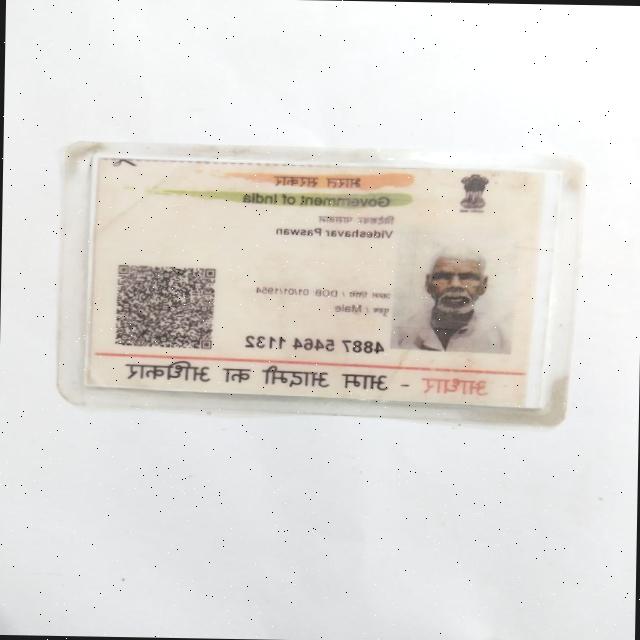 भारत सरकार
Government of India
विदेश्वर पासवान
Videshavar Paswan
जन्म तिथि / DOB 01/01/1954
पुरुष / Male
4887 5464 1132
आधार - आम आदमी का अधिकार